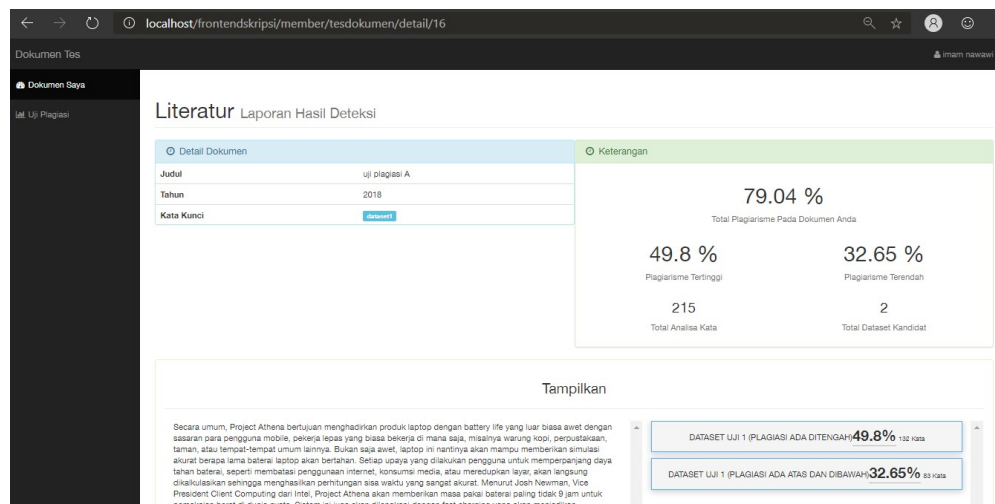 localhost/frontendskripsi/member/tesdokumen/detail/16
Dokumen Tes
imam nawawi
Dokumen Saya
Uji Plagiasi
Literatur Laporan Hasil Deteksi
Detail Dokumen
Judul uji plagiasi A
Tahun 2018
Kata Kunci dataset1
Keterangan
79.04 %
Total Plagiarisme Pada Dokumen Anda
49.8 %
Plagiarisme Tertinggi
32.65 %
Plagiarisme Terendah
215
Total Analisa Kata
2
Total Dataset Kandidat
Tampilkan
Secara umum, Project Athena bertujuan menghadirkan produk laptop dengan battery life yang luar biasa awet dengan
sasaran para pengguna mobile, pekerja lepas yang biasa bekerja di mana saja, misalnya warung kopi, perpustakaan,
taman, atau tempat-tempat umum lainnya. Bukan saja awet, laptop ini nantinya akan mampu memberikan simulasi
akurat berapa lama baterai laptop akan bertahan. Setiap upaya yang dilakukan pengguna untuk memperpanjang daya
tahan baterai, seperti membatasi penggunaan internet, konsumsi media, atau meredupkan layar, akan langsung
dikalkulasikan sehingga menghasilkan perhitungan sisa waktu yang sangat akurat. Menurut Josh Newman, Vice
President Client Computing dari Intel, Project Athena akan memberikan masa pakai baterai paling tidak 9 jam untuk
DATASET UJI 1 (PLAGIASI ADA DITENGAH) 49.8% 132 Kata
DATASET UJI 1 (PLAGIASI ADA ATAS DAN DIBAWAH) 32.65% 83 Kata